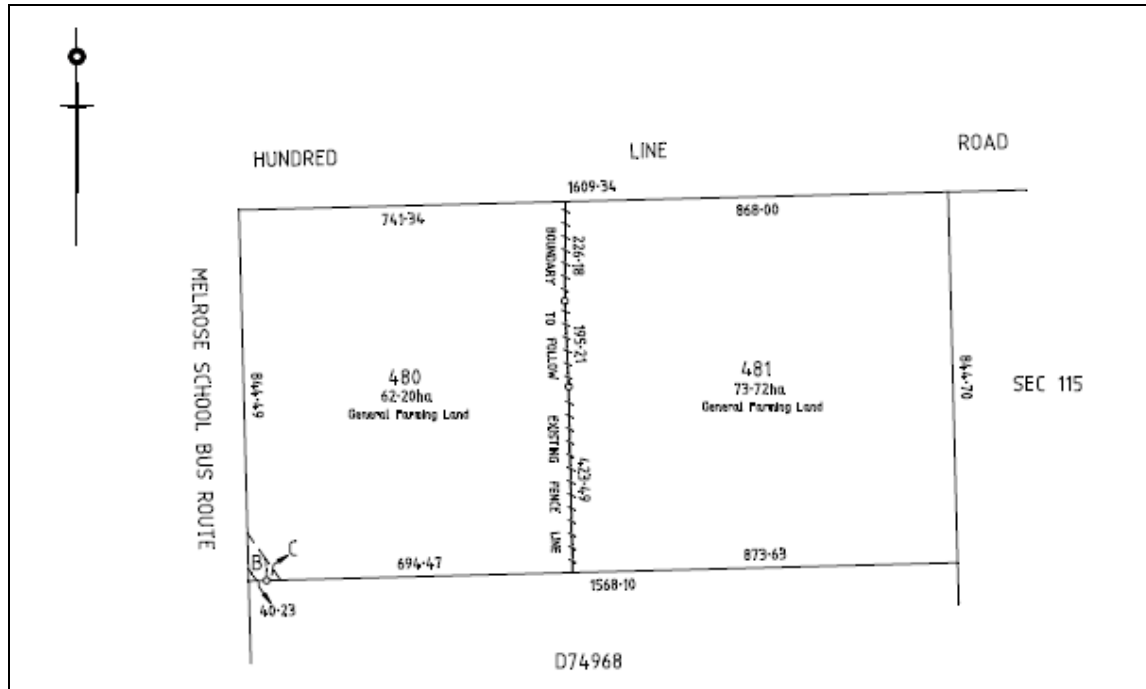 HUNDRED LINE ROAD
1609·34
741·34 868·00
MELROSE SCHOOL BUS ROUTE
844·49
480
62·20ha
General Farming Land
BOUNDARY TO FOLLOW EXISTING FENCE LINE
226·18
195·21
423·49
481
73·72ha
General Farming Land
844·70
SEC 115
B
C
694·47
873·63
40·23
1568·10
D74968